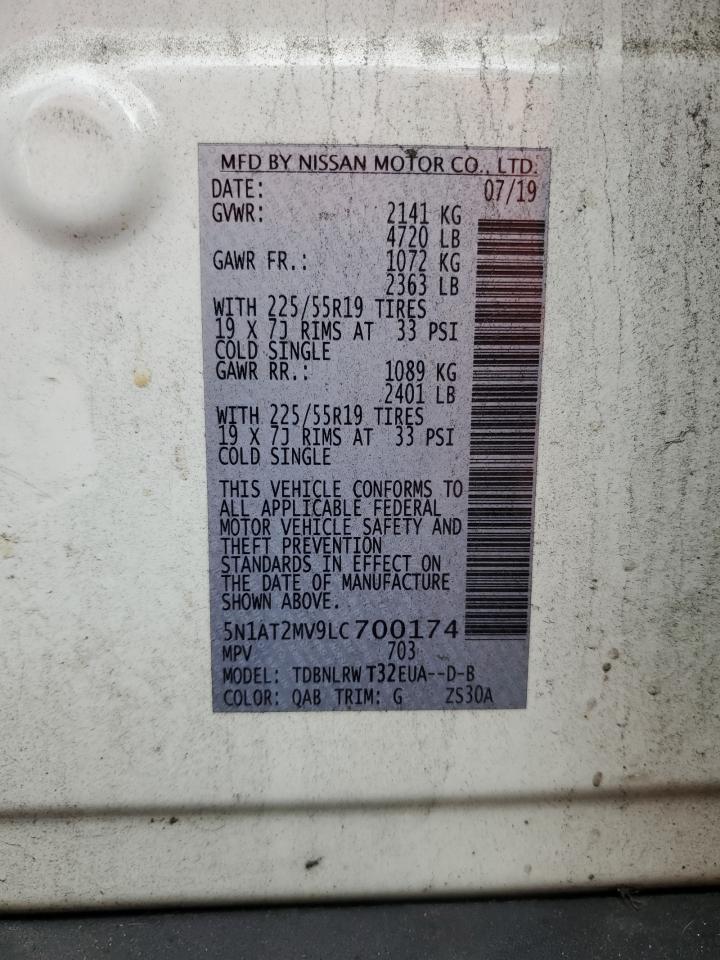 MFD BY NISSAN MOTOR CO., LTD.
DATE: 07/19
GVWR: 2141 KG
4720 LB
GAWR FR.: 1072 KG
2363 LB
WITH 225/55R19 TIRES
19 X 7J RIMS AT 33 PSI
COLD SINGLE
GAWR RR.: 1089 KG
2401 LB
WITH 225/55R19 TIRES
19 X 7J RIMS AT 33 PSI
COLD SINGLE
THIS VEHICLE CONFORMS TO
ALL APPLICABLE FEDERAL
MOTOR VEHICLE SAFETY AND
THEFT PREVENTION
STANDARDS IN EFFECT ON
THE DATE OF MANUFACTURE
SHOWN ABOVE.
5N1AT2MV9LC700174
MPV 703
MODEL: TDBNLRW T32EUA--D-B
COLOR: QAB TRIM: G ZS30A